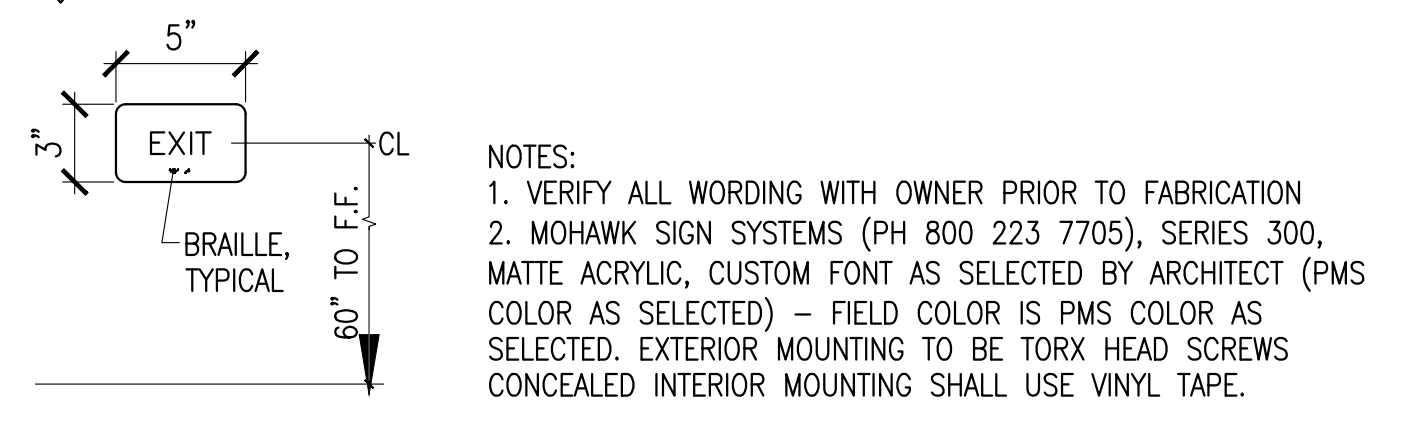 5”
3”
EXIT
CL
60” TO F.F.
BRAILLE,
TYPICAL
NOTES:
1. VERIFY ALL WORDING WITH OWNER PRIOR TO FABRICATION
2. MOHAWK SIGN SYSTEMS (PH 800 223 7705), SERIES 300,
MATTE ACRYLIC, CUSTOM FONT AS SELECTED BY ARCHITECT (PMS
COLOR AS SELECTED) – FIELD COLOR IS PMS COLOR AS
SELECTED. EXTERIOR MOUNTING TO BE TORX HEAD SCREWS
CONCEALED INTERIOR MOUNTING SHALL USE VINYL TAPE.